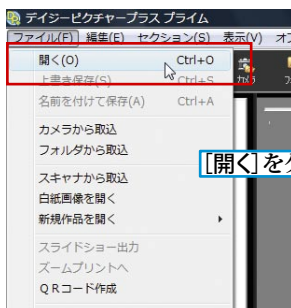 デイジーピクチャープラス プライム
ファイル(F) 編集(E) セクション(S) 表示(V) オプ
開く(O) Ctrl+O
上書き保存(S) Ctrl+S
名前を付けて保存(A) Ctrl+A
カメラ
カメラから取込
フォルダから取込
[開く]を
スキャナから取込
白紙画像を開く
新規作品を開く
スライドショー出力
ズームプリントへ
QRコード作成